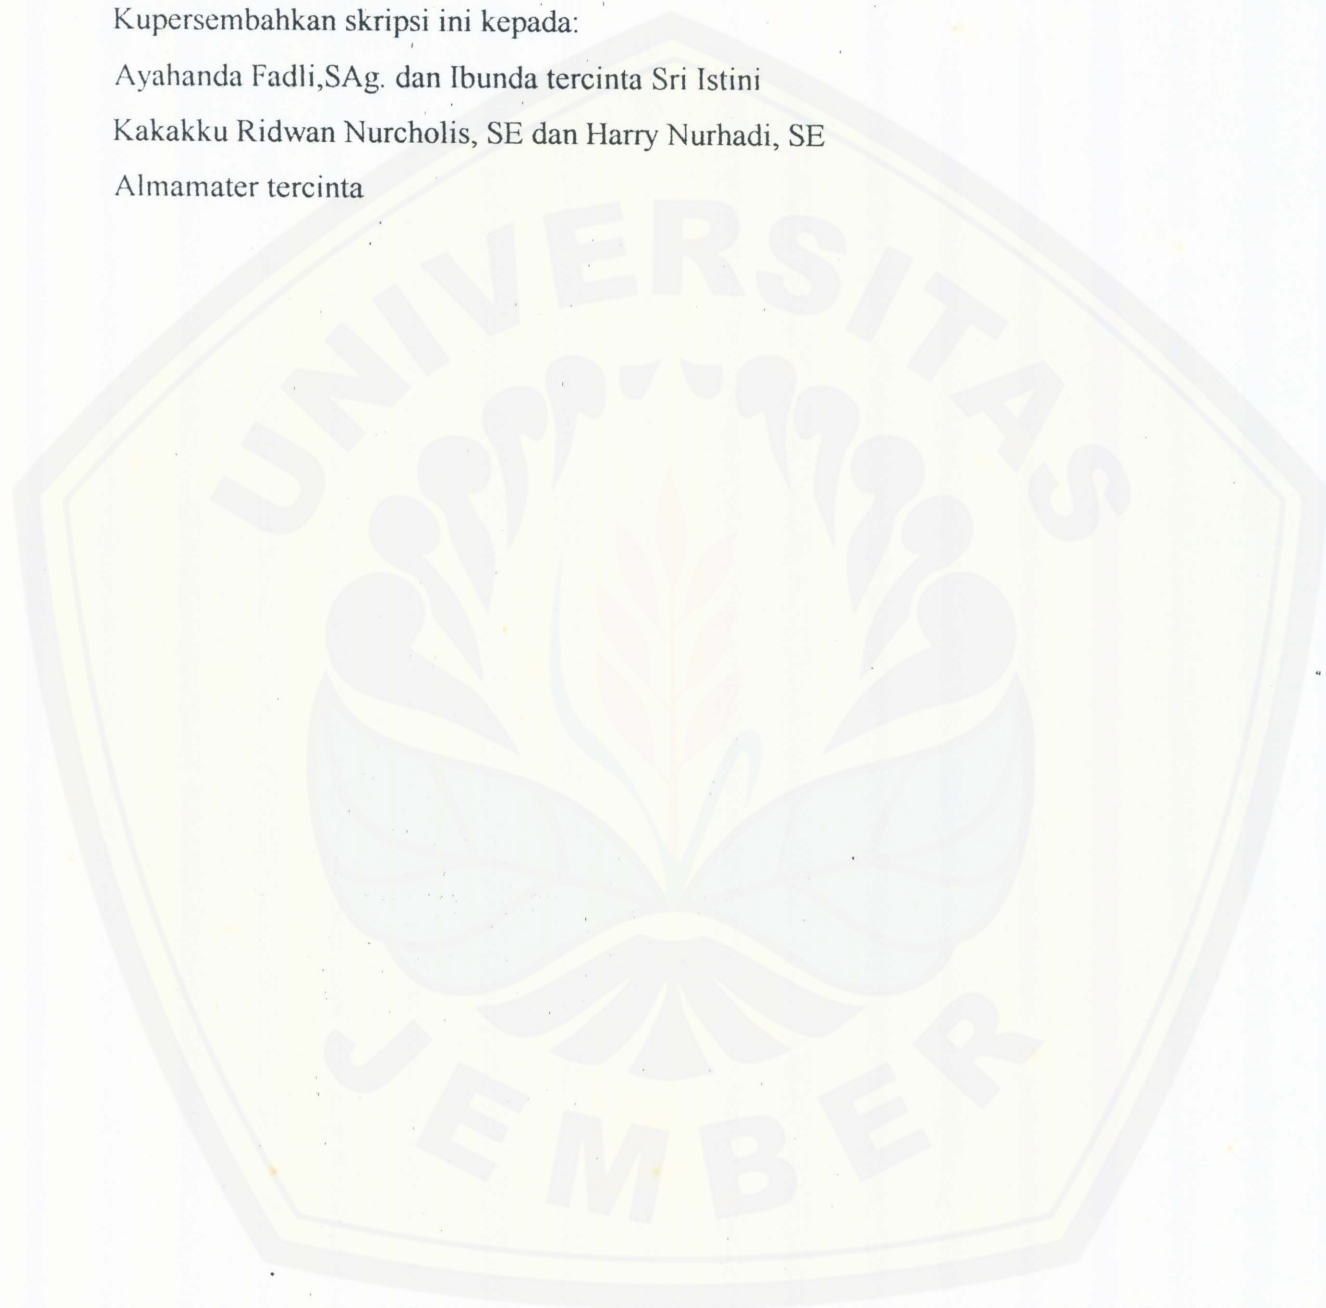 Kupersembahkan skripsi ini kepada:
Ayahanda Fadli,SAg. dan Ibunda tercinta Sri Istini
Kakakku Ridwan Nurcholis, SE dan Harry Nurhadi, SE
Almamater tercinta
UNIVERSITAS
JEMBER